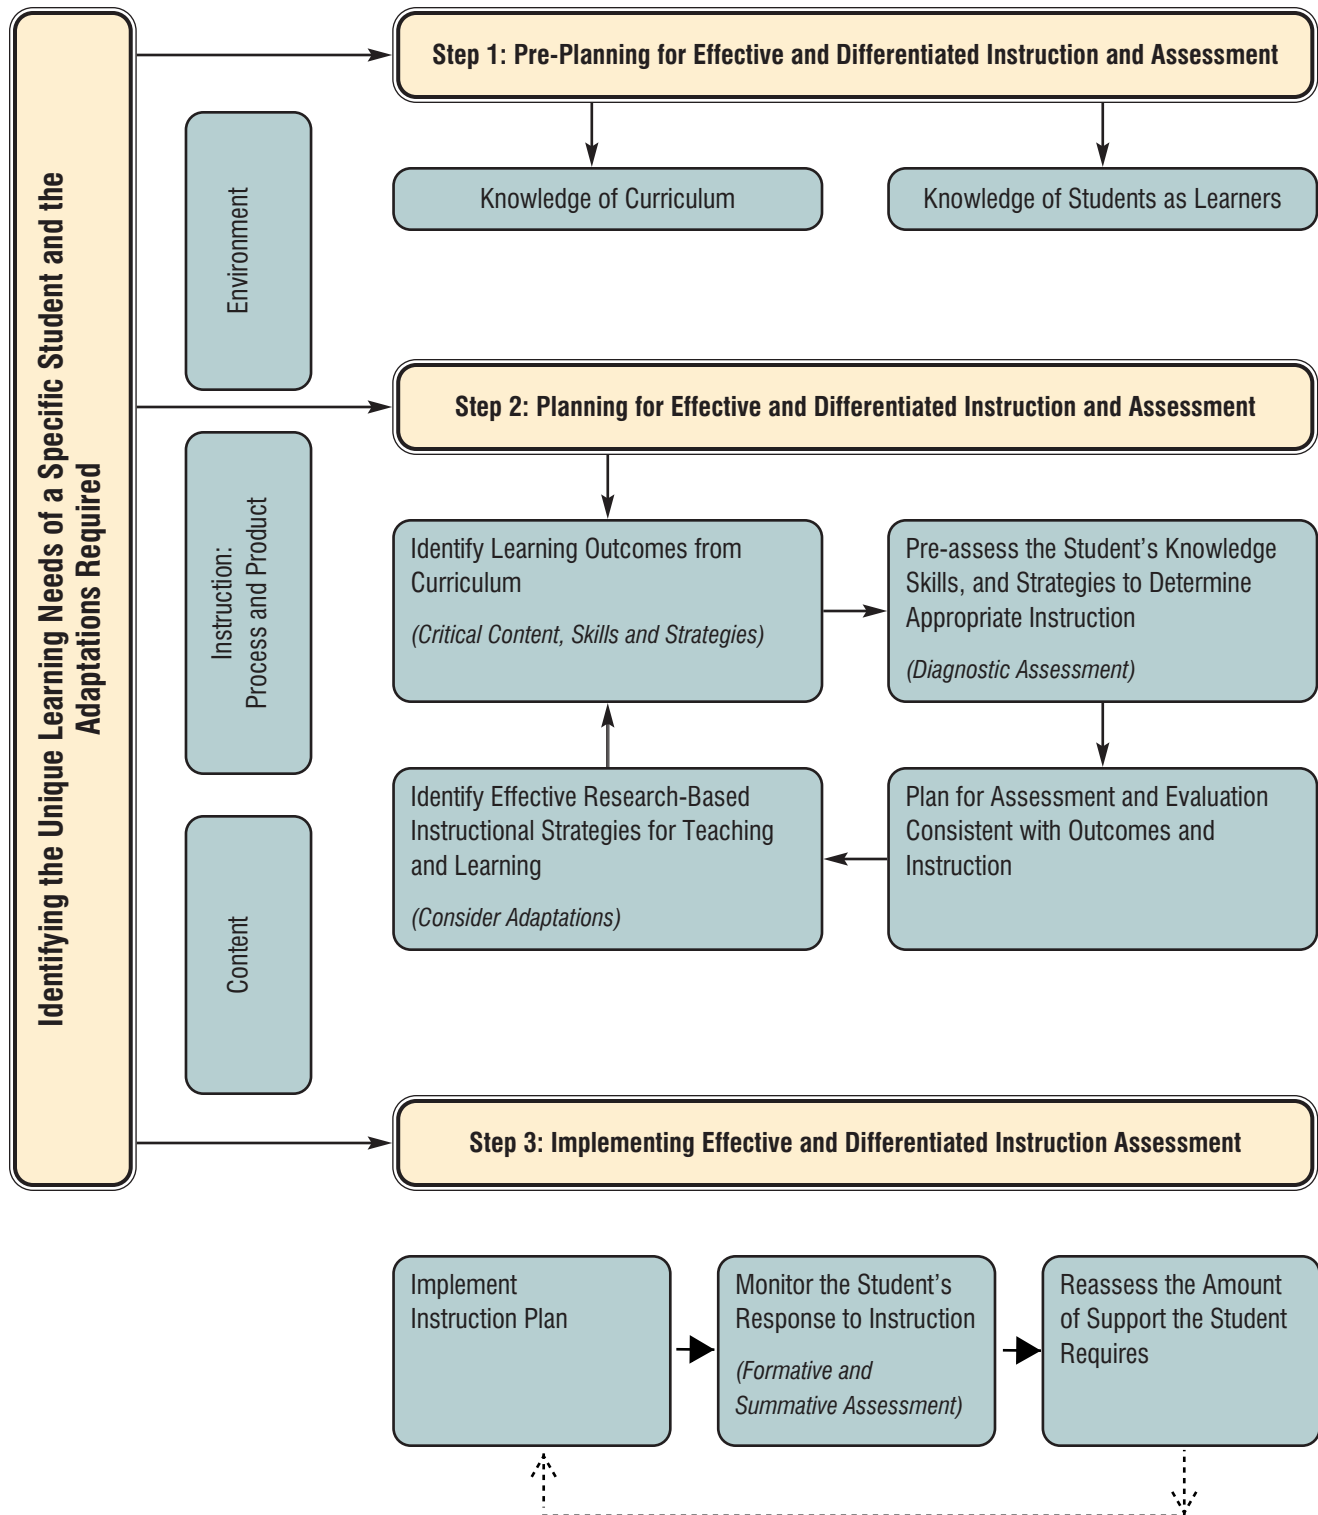 Identifying the Unique Learning Needs of a Specific Student and the
Adaptations Required
Environment
Instruction:
Process and Product
Content
Step 1: Pre-Planning for Effective and Differentiated Instruction and Assessment
Knowledge of Curriculum
Knowledge of Students as Learners
Step 2: Planning for Effective and Differentiated Instruction and Assessment
Identify Learning Outcomes from
Curriculum
(Critical Content, Skills and Strategies)
Pre-assess the Student’s Knowledge
Skills, and Strategies to Determine
Appropriate Instruction
(Diagnostic Assessment)
Identify Effective Research-Based
Instructional Strategies for Teaching
and Learning
(Consider Adaptations)
Plan for Assessment and Evaluation
Consistent with Outcomes and
Instruction
Step 3: Implementing Effective and Differentiated Instruction Assessment
Implement
Instruction Plan
Monitor the Student’s
Response to Instruction
(Formative and
Summative Assessment)
Reassess the Amount
of Support the Student
Requires